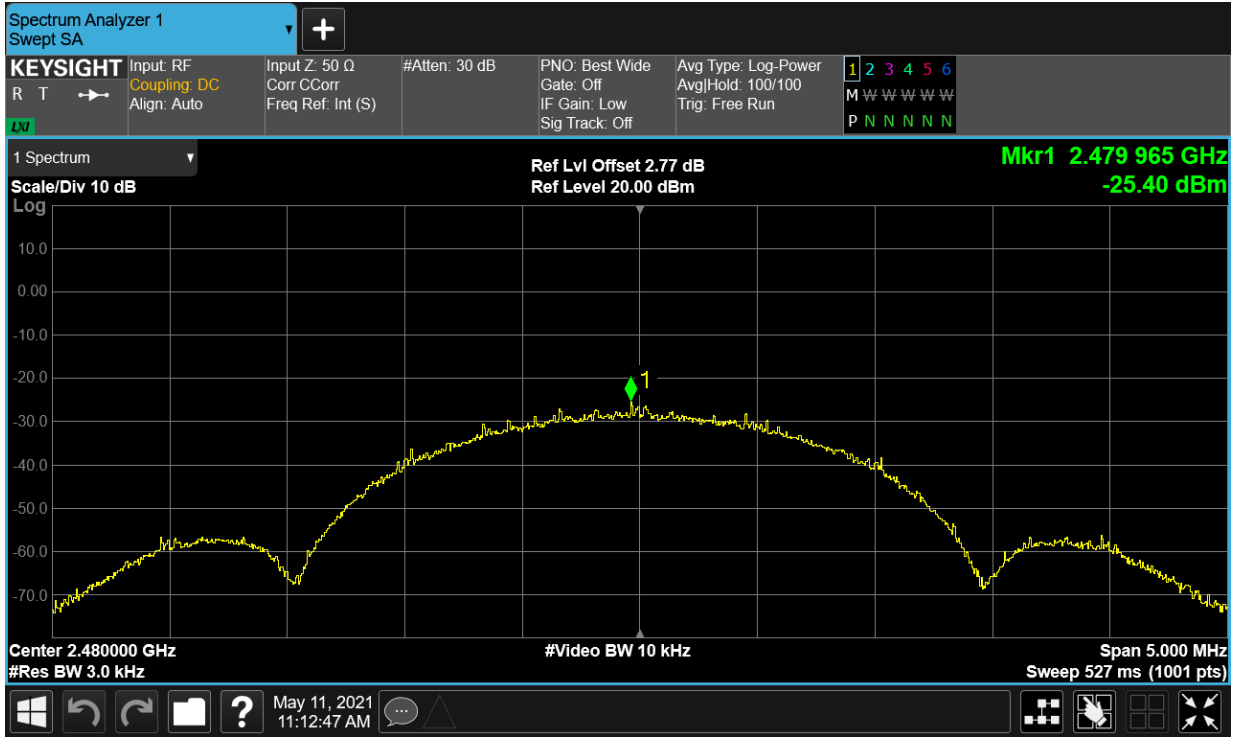 Spectrum Analyzer 1
Swept SA
+
KEYSIGHT
R T
LXI
Input: RF
Coupling: DC
Align: Auto
Input Z: 50 Ω
Corr CCorr
Freq Ref: Int (S)
#Atten: 30 dB
PNO: Best Wide
Gate: Off
IF Gain: Low
Sig Track: Off
Avg Type: Log-Power
Avg|Hold: 100/100
Trig: Free Run
1 2 3 4 5 6
M W W W W W
P N N N N N N
1 Spectrum
Scale/Div 10 dB
Log
Ref Lvl Offset 2.77 dB
Ref Level 20.00 dBm
Mkr1 2.479 965 GHz
-25.40 dBm
10.0
0.00
-10.0
-20.0
-30.0
-40.0
-50.0
-60.0
-70.0
1
Center 2.480000 GHz
#Res BW 3.0 kHz
#Video BW 10 kHz
Span 5.000 MHz
Sweep 527 ms (1001 pts)
?
May 11, 2021
11:12:47 AM